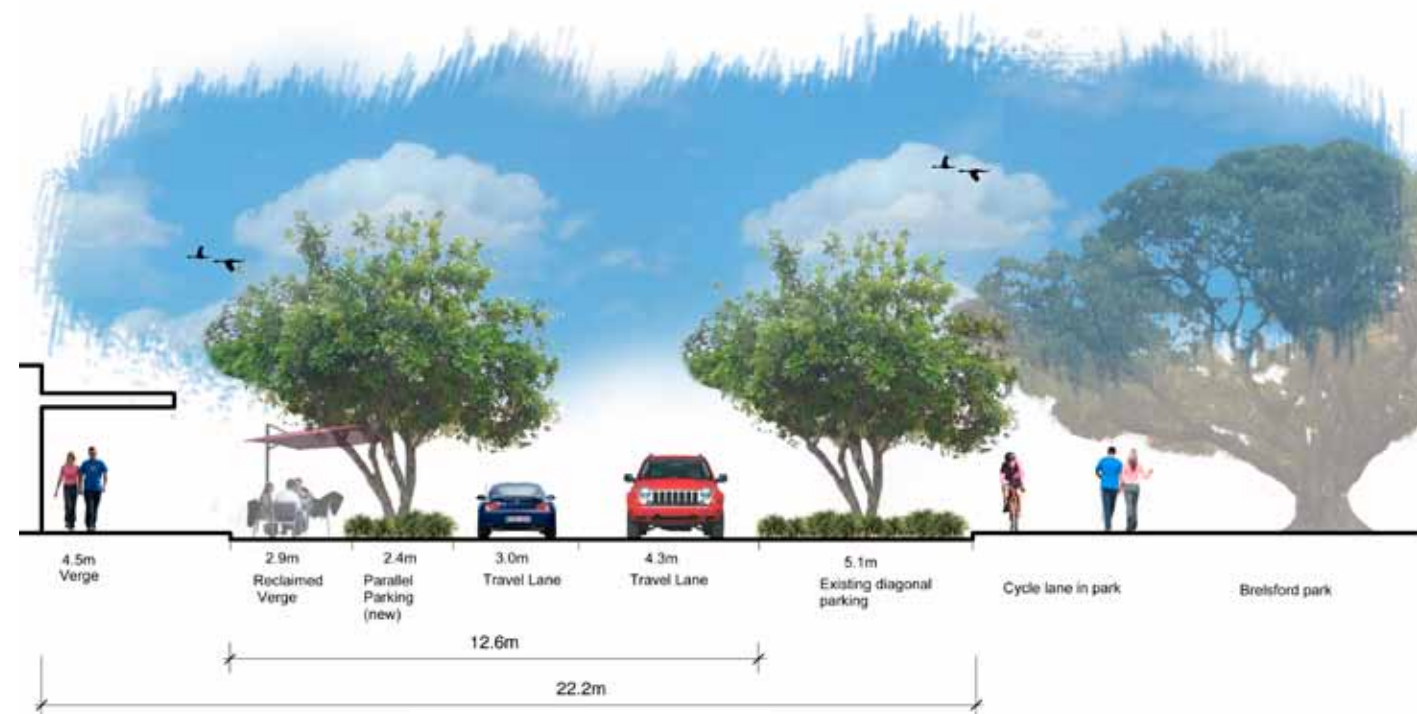 4.5m
Verge
2.9m
Reclaimed
Verge
2.4m
Parallel
Parking
(new)
3.0m
Travel Lane
4.3m
Travel Lane
5.1m
Existing diagonal
parking
Cycle lane in park
Brelsford park
12.6m
22.2m